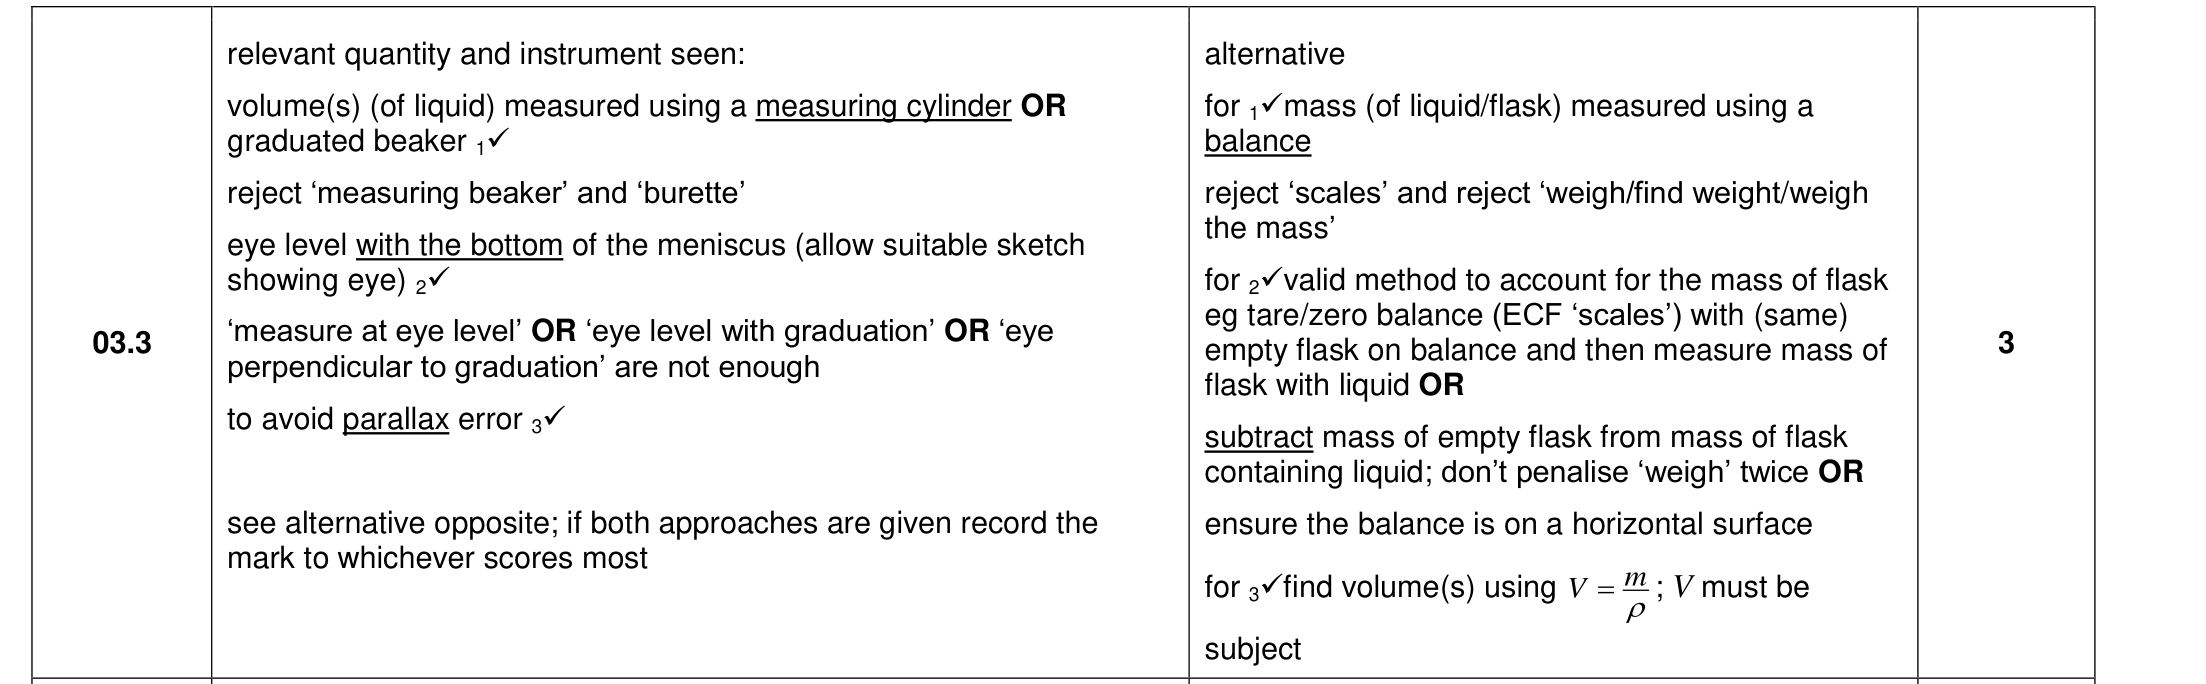 03.3
relevant quantity and instrument seen:
volume(s) (of liquid) measured using a measuring cylinder OR
graduated beaker 1✓
reject ‘measuring beaker’ and ‘burette’
eye level with the bottom of the meniscus (allow suitable sketch
showing eye) 2✓
‘measure at eye level’ OR ‘eye level with graduation’ OR ‘eye
perpendicular to graduation’ are not enough
to avoid parallax error 3✓
see alternative opposite; if both approaches are given record the
mark to whichever scores most
alternative
for 1✓mass (of liquid/flask) measured using a
balance
reject ‘scales’ and reject ‘weigh/find weight/weigh
the mass’
for 2✓valid method to account for the mass of flask
eg tare/zero balance (ECF ‘scales’) with (same)
empty flask on balance and then measure mass of
flask with liquid OR
subtract mass of empty flask from mass of flask
containing liquid; don’t penalise ‘weigh’ twice OR
ensure the balance is on a horizontal surface
for 3✓find volume(s) using V = m/ρ ; V must be
subject
3